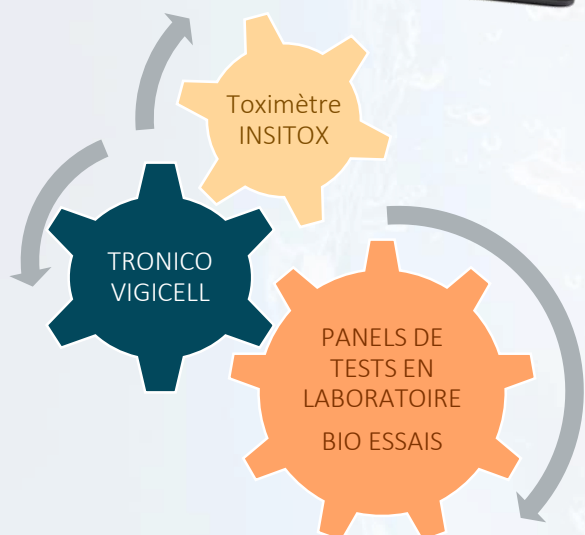 Toximètre
INSITOX
TRONICO
VIGICELL
PANELS DE
TESTS EN
LABORATOIRE
BIO ESSAIS